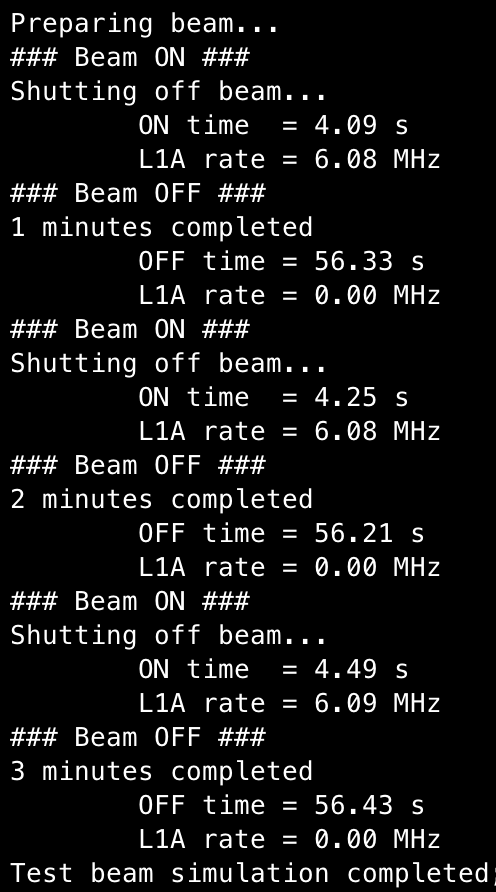 Preparing beam...
### Beam ON ###
Shutting off beam...
        ON time  = 4.09 s
        L1A rate = 6.08 MHz
### Beam OFF ###
1 minutes completed
        OFF time = 56.33 s
        L1A rate = 0.00 MHz
### Beam ON ###
Shutting off beam...
        ON time  = 4.25 s
        L1A rate = 6.08 MHz
### Beam OFF ###
2 minutes completed
        OFF time = 56.21 s
        L1A rate = 0.00 MHz
### Beam ON ###
Shutting off beam...
        ON time  = 4.49 s
        L1A rate = 6.09 MHz
### Beam OFF ###
3 minutes completed
        OFF time = 56.43 s
        L1A rate = 0.00 MHz
Test beam simulation completed